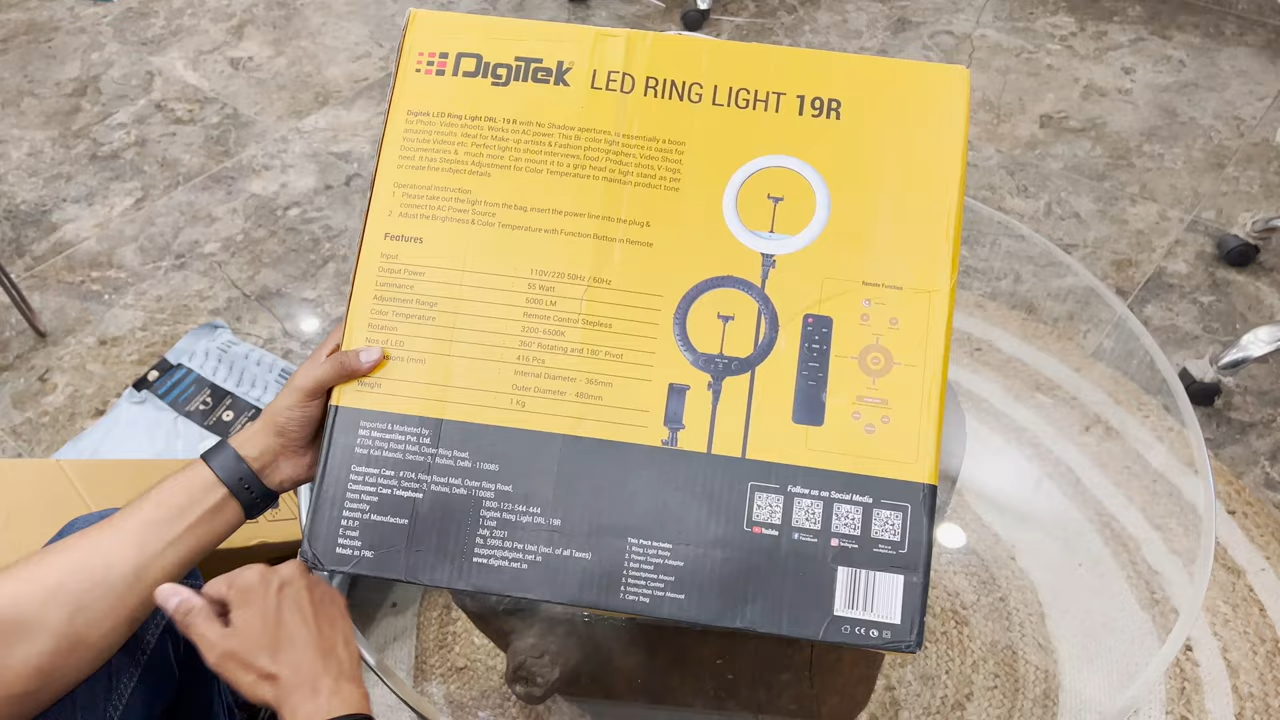 DigiTek LED RING LIGHT 19R
Digitek LED Ring Light DRL-19 R with No Shadow apertures, is essentially a boon
for Photo-Video shoots. Works on AC power. This Bi-color light source is oasis for
amazing results. Ideal for Make-up artists & Fashion photographers, Video Shoot,
YouTube Videos etc. Perfect light to shoot interviews, food / Product shots, V-logs,
Documentaries & much more. Can mount it to a grip head or light stand as per
need. It has Stepless Adjustment for Color Temperature to maintain product tone
or create fine subject details.
Operational Instruction
1 Please take out the light from the bag, insert the power line into the plug &
connect to AC Power Source
2 Adjust the Brightness & Color Temperature with Function Button in Remote
Features
Input : 110V/220 50Hz / 60Hz
Output Power : 55 Watt
Luminance : 5000 LM
Adjustment Range : Remote Control Stepless
Color Temperature : 3200-6500K
Rotation : 360° Rotating and 180° Pivot
Nos of LED : 416 Pcs
(mm) : Internal Diameter - 365mm
Outer Diameter - 480mm
Weight : 1 Kg
Remote Function
Imported & Marketed by :
IMS Mercantiles Pvt. Ltd.
#704, Ring Road Mall, Outer Ring Road,
Near Kali Mandir, Sector-3, Rohini, Delhi -110085
Customer Care : #704, Ring Road Mall, Outer Ring Road,
Near Kali Mandir, Sector-3, Rohini, Delhi -110085
Customer Care Telephone : 1800-123-544-444
Item Name : Digitek Ring Light DRL-19R
Quantity : 1 Unit
Month of Manufacture : July, 2021
M.R.P. : Rs. 5995.00 Per Unit (Incl. of all Taxes)
E-mail : support@digitek.net.in
Website : www.digitek.net.in
Made in PRC
This Pack Includes
1. Ring Light Body
2. Power Supply Adaptor
3. Ball Head
4. Smartphone Mount
5. Remote Control
6. Instruction User Manual
7. Carry Bag
Follow us on Social Media
YouTube
Facebook
Instagram
CE